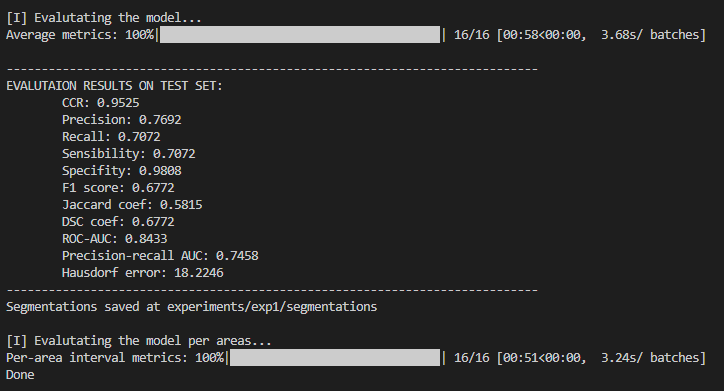 [I] Evalutating the model...
Average metrics: 100%| | 16/16 [00:58<00:00,  3.68s/ batches]
----------------------------------------------------------------------------
EVALUTAION RESULTS ON TEST SET:
CCR: 0.9525
Precision: 0.7692
Recall: 0.7072
Sensibility: 0.7072
Specifity: 0.9808
F1 score: 0.6772
Jaccard coef: 0.5815
DSC coef: 0.6772
ROC-AUC: 0.8433
Precision-recall AUC: 0.7458
Hausdorf error: 18.2246
----------------------------------------------------------------------------
Segmentations saved at experiments/exp1/segmentations
[I] Evalutating the model per areas...
Per-area interval metrics: 100%| | 16/16 [00:51<00:00,  3.24s/ batches]
Done